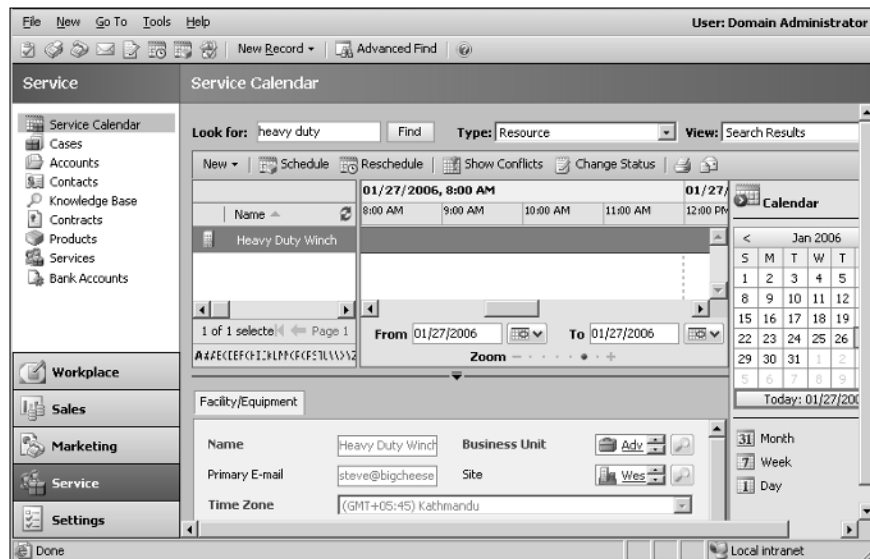 File New Go To Tools Help User: Domain Administrator
New Record Advanced Find
Service Service Calendar
Service Calendar
Cases
Accounts
Contacts
Knowledge Base
Contracts
Products
Services
Bank Accounts
Workplace
Sales
Marketing
Service
Settings
Look for: heavy duty Find Type: Resource View: Search Results
New Schedule Reschedule Show Conflicts Change Status
01/27/2006, 8:00 AM 01/27/
Name 8:00 AM 9:00 AM 10:00 AM 11:00 AM 12:00 PM
Heavy Duty Winch
1 of 1 selecte Page 1
From 01/27/2006 To 01/27/2006
Zoom
Calendar
< Jan 2006
S M T W T
1 2 3 4 5
8 9 10 11 12
15 16 17 18 19
22 23 24 25 26
29 30 31 1 2
5 6 7 8 9
Today: 01/27/200
31 Month
7 Week
1 Day
Facility/Equipment
Name Heavy Duty Winch Business Unit Adv
Primary E-mail steve@bigcheese Site Wes
Time Zone (GMT+05:45) Kathmandu
Done Local intranet